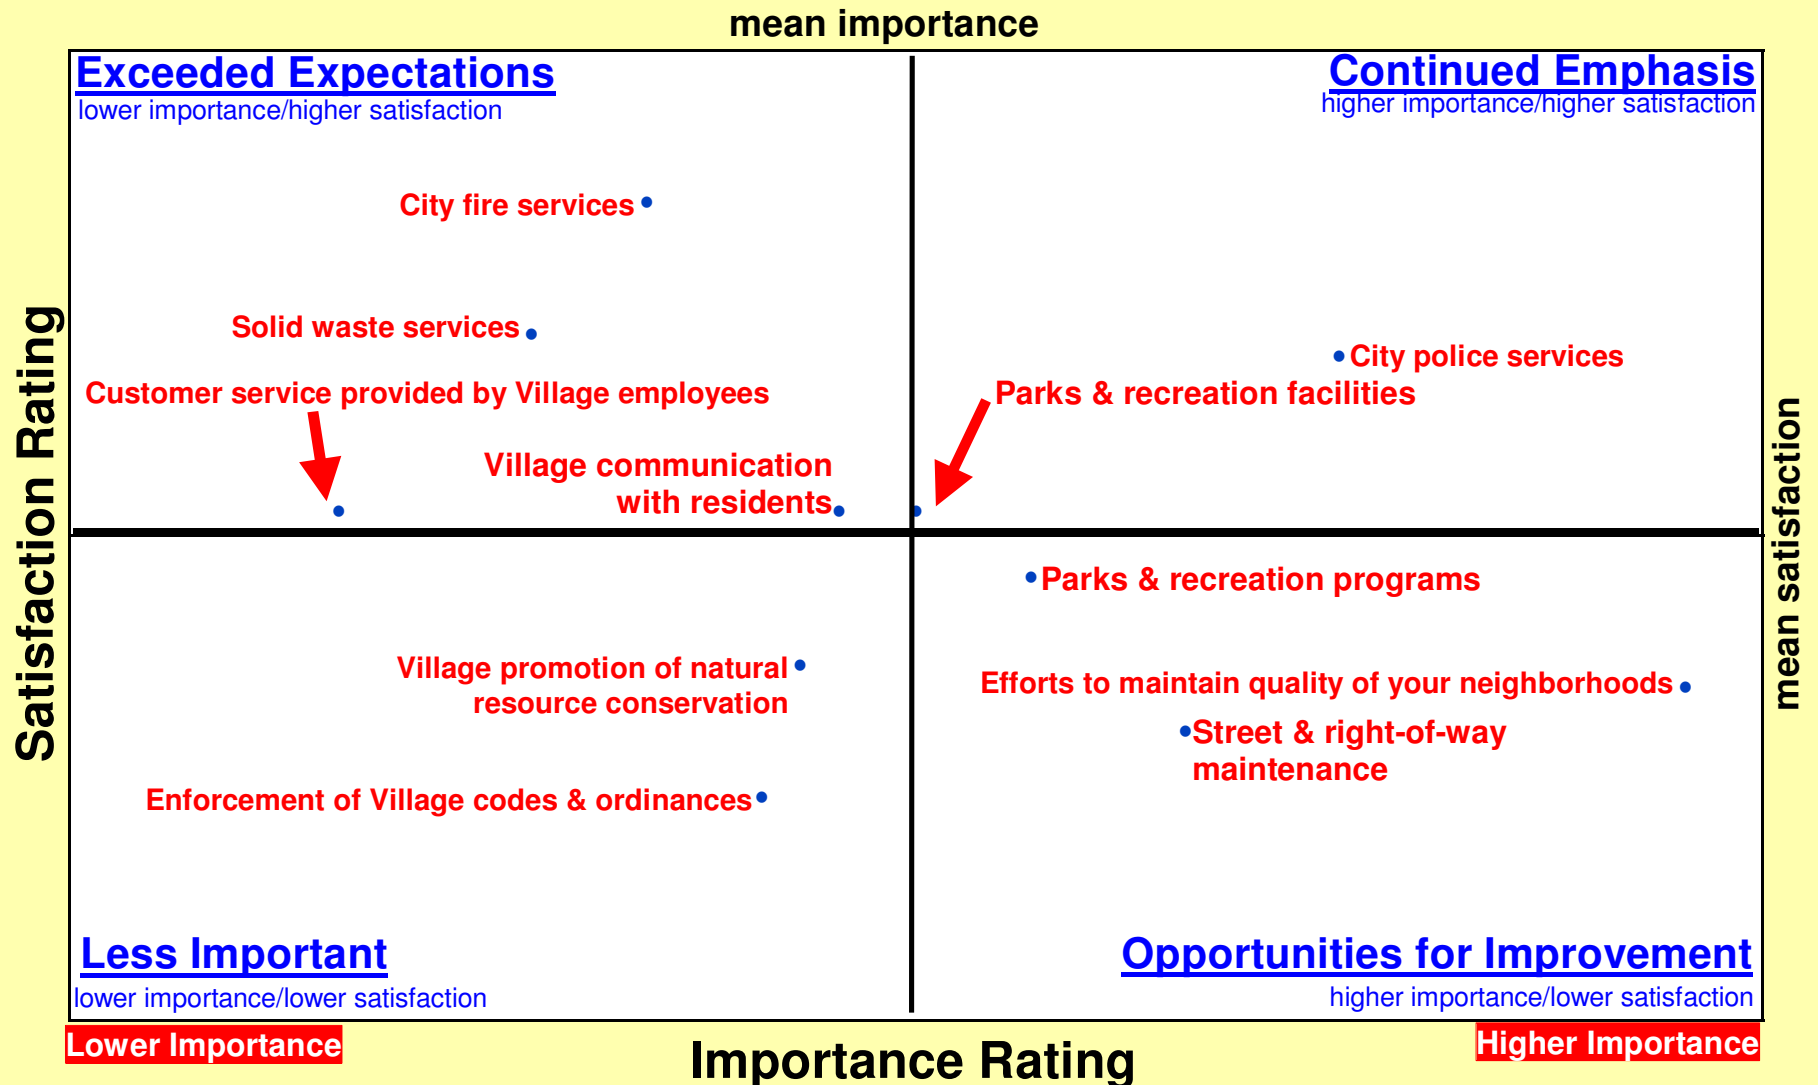 mean importance
Exceeded Expectations
lower importance/higher satisfaction
Continued Emphasis
higher importance/higher satisfaction
City fire services
Solid waste services
City police services
Customer service provided by Village employees
Parks & recreation facilities
Village communication
with residents
Satisfaction Rating
mean satisfaction
Parks & recreation programs
Village promotion of natural
resource conservation
Efforts to maintain quality of your neighborhoods
Street & right-of-way
maintenance
Enforcement of Village codes & ordinances
Less Important
lower importance/lower satisfaction
Opportunities for Improvement
higher importance/lower satisfaction
Lower Importance
Importance Rating
Higher Importance